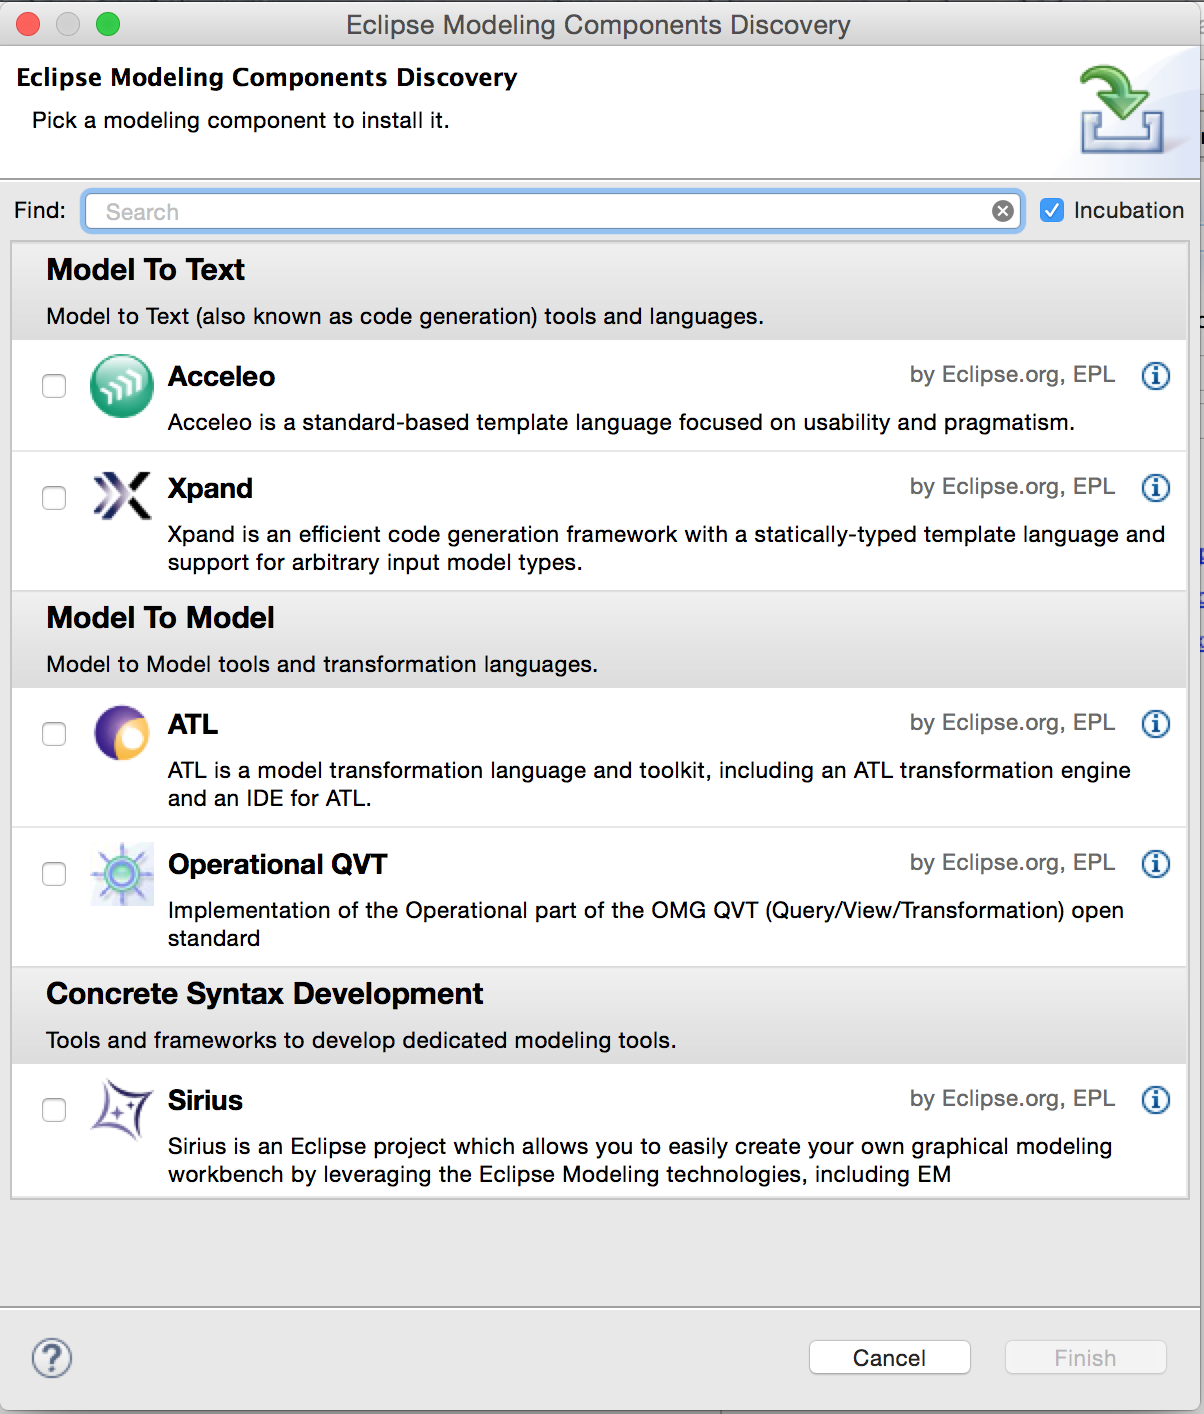 Eclipse Modeling Components Discovery
Eclipse Modeling Components Discovery
Pick a modeling component to install it.
Find: Search Incubation
Model To Text
Model to Text (also known as code generation) tools and languages.
Acceleo by Eclipse.org, EPL
Acceleo is a standard-based template language focused on usability and pragmatism.
Xpand by Eclipse.org, EPL
Xpand is an efficient code generation framework with a statically-typed template language and
support for arbitrary input model types.
Model To Model
Model to Model tools and transformation languages.
ATL by Eclipse.org, EPL
ATL is a model transformation language and toolkit, including an ATL transformation engine
and an IDE for ATL.
Operational QVT by Eclipse.org, EPL
Implementation of the Operational part of the OMG QVT (Query/View/Transformation) open
standard
Concrete Syntax Development
Tools and frameworks to develop dedicated modeling tools.
Sirius by Eclipse.org, EPL
Sirius is an Eclipse project which allows you to easily create your own graphical modeling
workbench by leveraging the Eclipse Modeling technologies, including EM
Cancel Finish